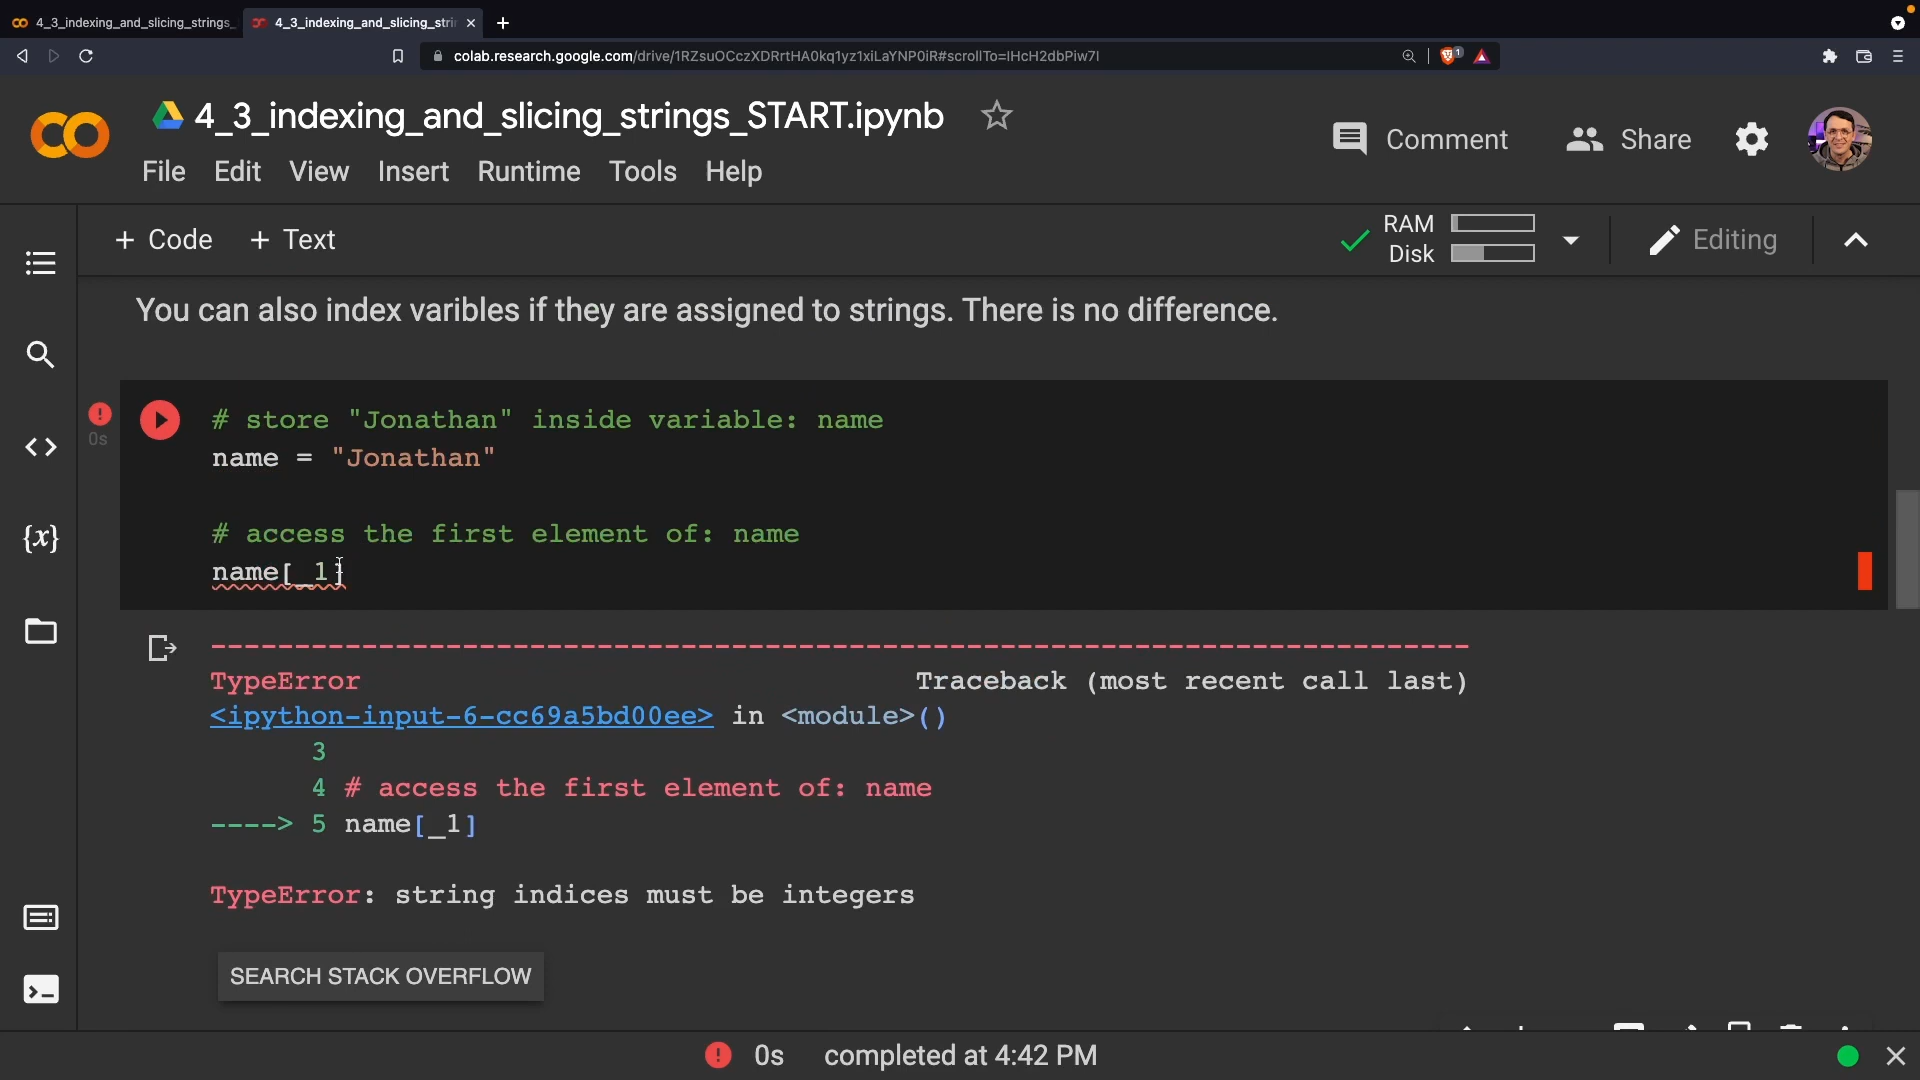 4_3_indexing_and_slicing_strings_
4_3_indexing_and_slicing_stri
colab.research.google.com/drive/1RZsuOCczXDRrtHA0kq1yz1xiLaYNP0iR#scrollTo=IHcH2dbPiw7I
1
4_3_indexing_and_slicing_strings_START.ipynb
Comment
Share
File Edit View Insert Runtime Tools Help
+ Code + Text
RAM
Disk
Editing
You can also index varibles if they are assigned to strings. There is no difference.
0s
# store "Jonathan" inside variable: name
name = "Jonathan"
# access the first element of: name
name[_1]
{x}
---------------------------------------------------------------------------
TypeError Traceback (most recent call last)
<ipython-input-6-cc69a5bd00ee> in <module>()
3
4 # access the first element of: name
----> 5 name[_1]
TypeError: string indices must be integers
SEARCH STACK OVERFLOW
0s completed at 4:42 PM